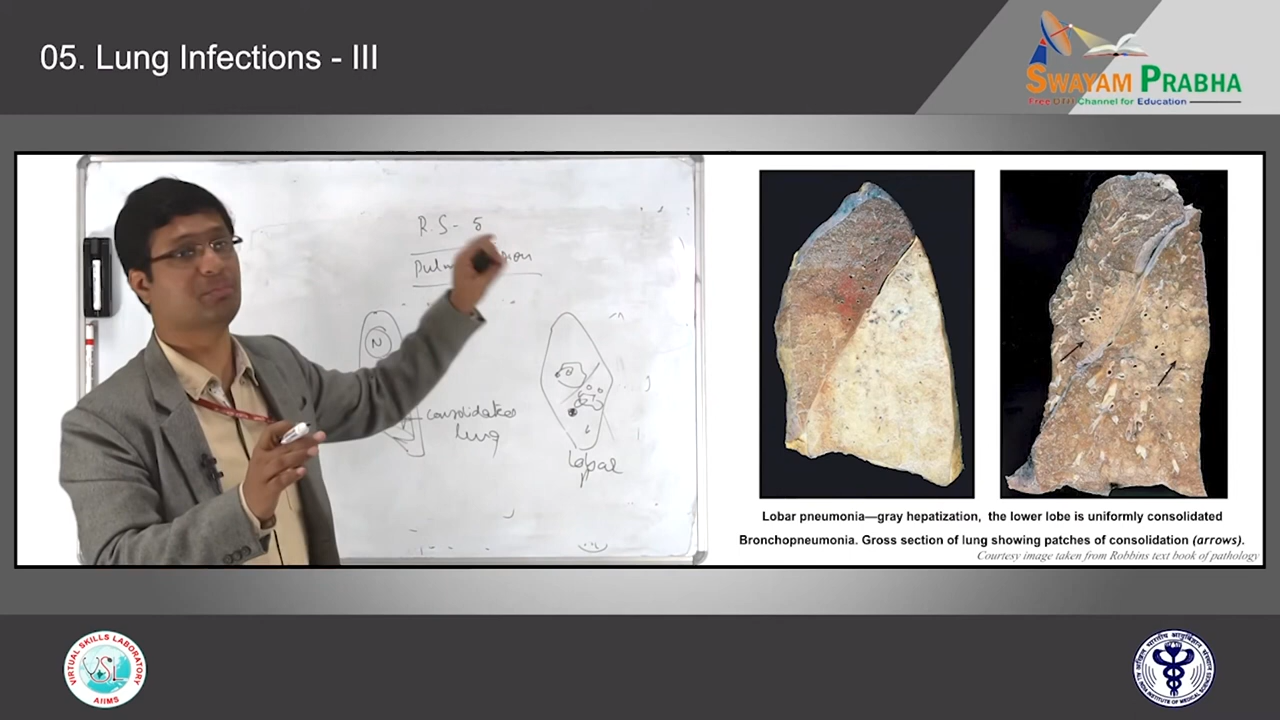 05. Lung Infections - III
SWAYAM PRABHA
Free DTH Channel for Education
R.S - 5
N
consolidated
lung
lobar
Lobar pneumonia—gray hepatization, the lower lobe is uniformly consolidated
Bronchopneumonia. Gross section of lung showing patches of consolidation (arrows).
Courtesy image taken from Robbins text book of pathology
VIRTUAL SKILLS LABORATORY
VSL
AIIMS